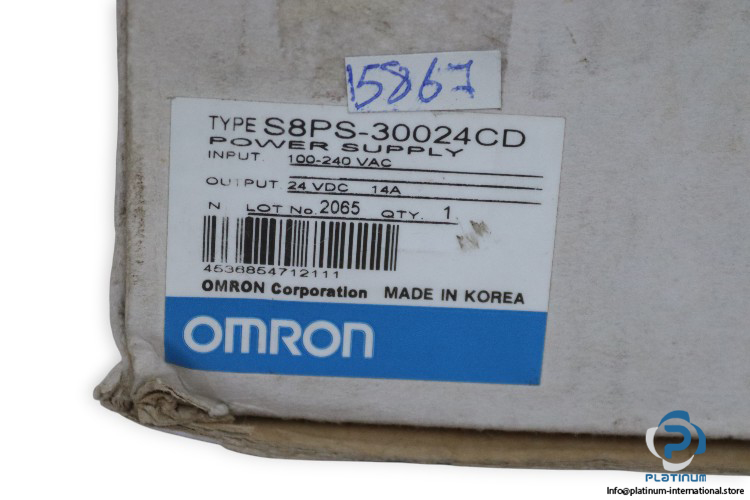 15867
TYPE S8PS-30024CD
POWER SUPPLY
INPUT. 100-240 VAC
OUTPUT. 24 VDC 14A
N LOT No. 2065 QTY. 1
4536854712111
OMRON Corporation MADE IN KOREA
OMRON
PLATINUM
Info@platinum-international.store